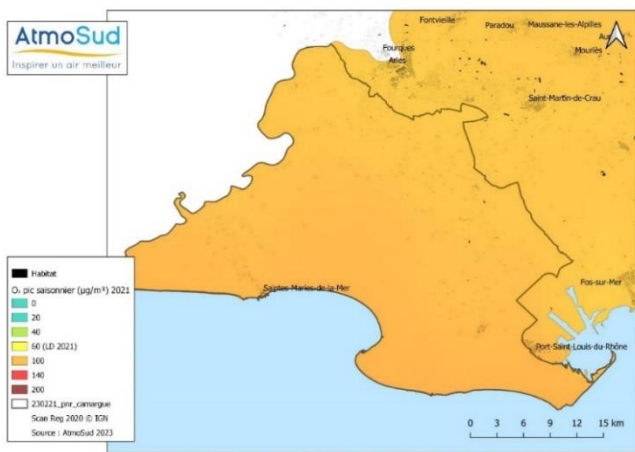 AtmoSud
Inspirer un air meilleur
Fontvieille
Paradou
Maussane-les-Alpilles
Au
Mouriès
Fourques
Arles
Saint-Martin-de-Crau
Saintes-Maries-de-la-Mer
Fos-sur-Mer
Port-Saint-Louis-du-Rhône
Habitat
O₃ pic saisonnier (µg/m³) 2021
0
20
40
60 (LD 2021)
100
140
200
230221_pnr_camargue
Scan Reg 2020 © IGN
Source : AtmoSud 2023
0 3 6 9 12 15 km